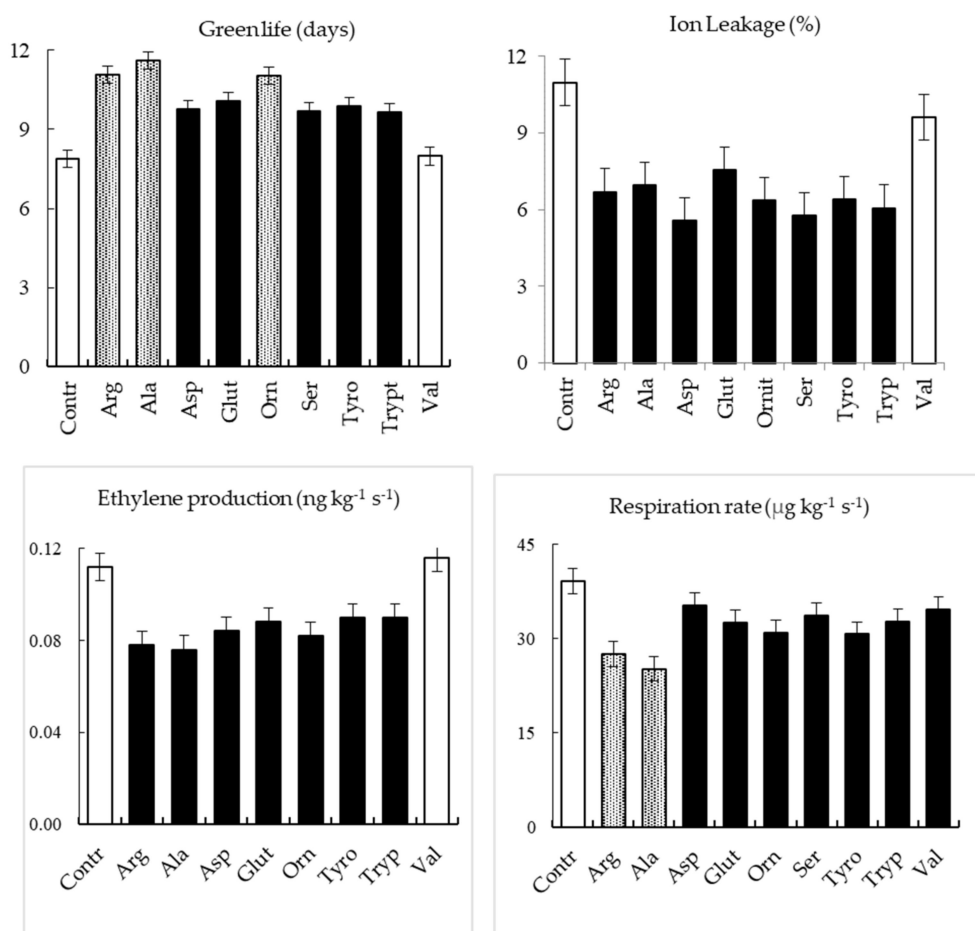 Greenlife (days)
12
9
6
3
0
Contr Arg Ala Asp Glut Orn Ser Tyro Trypt Val
Ion Leakage (%)
12
9
6
3
0
Contr Arg Ala Asp Glut Ornit Ser Tyro Tryp Val
Ethylene production (ng kg⁻¹ s⁻¹)
0.12
0.08
0.04
0.00
Contr Arg Ala Asp Glut Orn Tyro Tryp Val
Respiration rate (µg kg⁻¹ s⁻¹)
45
30
15
0
Contr Arg Ala Asp Glut Orn Ser Tyro Tryp Val